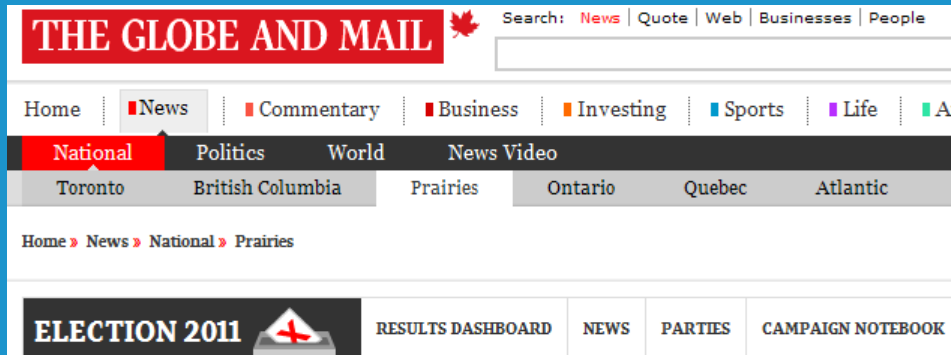 THE GLOBE AND MAIL
Search: News | Quote | Web | Businesses | People
Home News Commentary Business Investing Sports Life A
National Politics World News Video
Toronto British Columbia Prairies Ontario Quebec Atlantic
Home » News » National » Prairies
ELECTION 2011 RESULTS DASHBOARD NEWS PARTIES CAMPAIGN NOTEBOOK